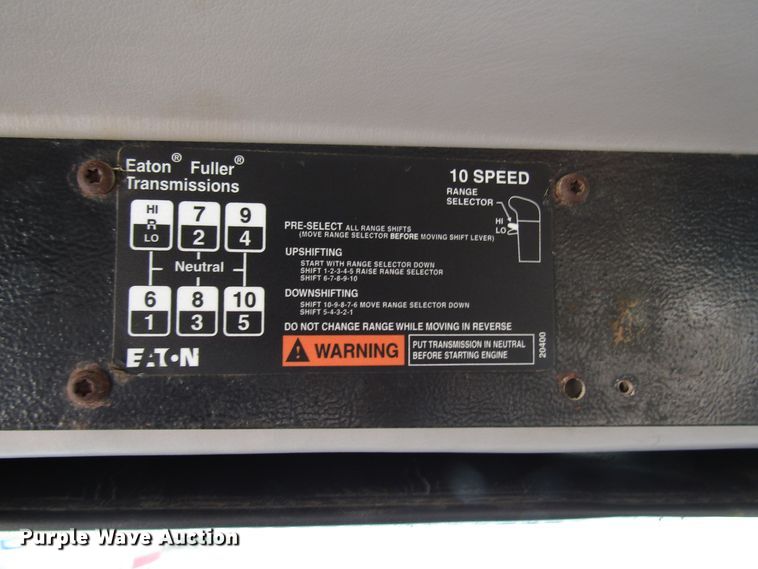 Eaton® Fuller®
Transmissions
10 SPEED
RANGE
SELECTOR
HI
LO
HI
R
LO
7
2
9
4
Neutral
6
1
8
3
10
5
PRE-SELECT ALL RANGE SHIFTS
(MOVE RANGE SELECTOR BEFORE MOVING SHIFT LEVER)
UPSHIFTING
START WITH RANGE SELECTOR DOWN
SHIFT 1-2-3-4-5 RAISE RANGE SELECTOR
SHIFT 6-7-8-9-10
DOWNSHIFTING
SHIFT 10-9-8-7-6 MOVE RANGE SELECTOR DOWN
SHIFT 5-4-3-2-1
DO NOT CHANGE RANGE WHILE MOVING IN REVERSE
WARNING
PUT TRANSMISSION IN NEUTRAL
BEFORE STARTING ENGINE
20400
EATON
Purple Wave Auction